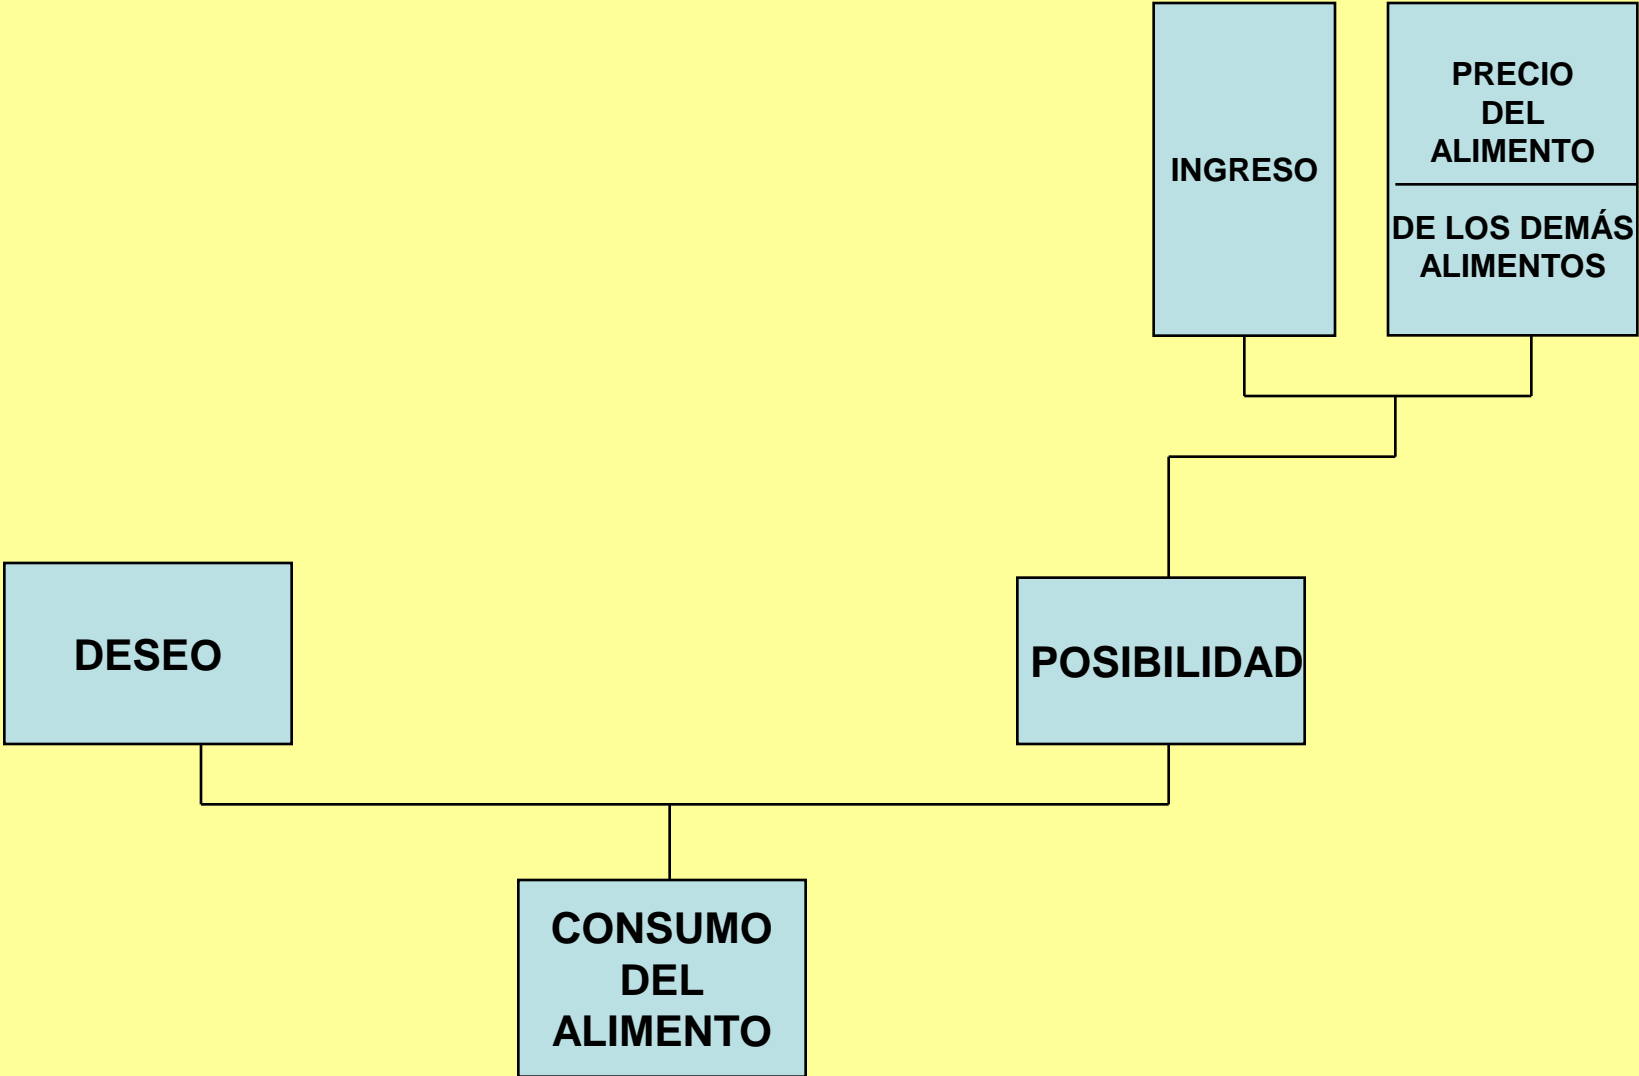 INGRESO
PRECIO
DEL
ALIMENTO
DE LOS DEMÁS
ALIMENTOS
DESEO
POSIBILIDAD
CONSUMO
DEL
ALIMENTO